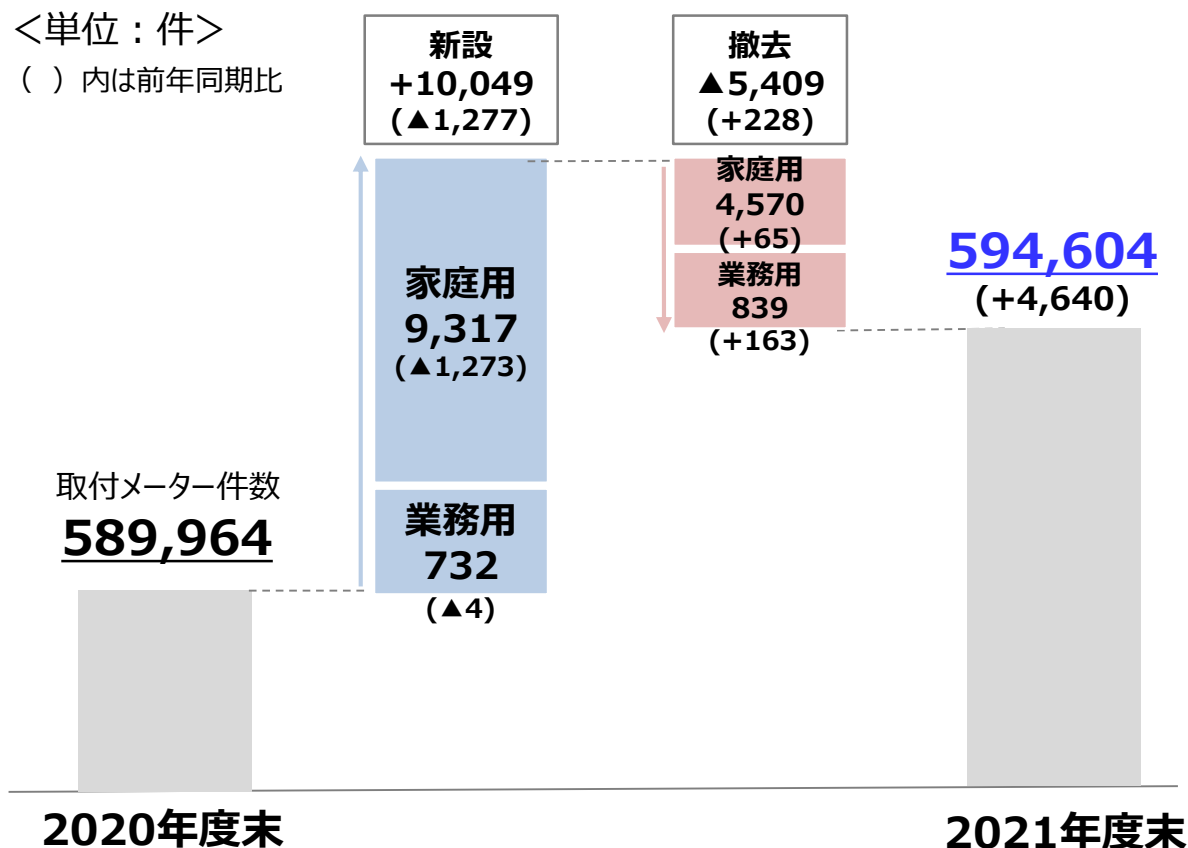 ＜単位：件＞
（ ）内は前年同期比
新設
+10,049
(▲1,277)
撤去
▲5,409
(+228)
家庭用
9,317
(▲1,273)
業務用
732
(▲4)
家庭用
4,570
(+65)
業務用
839
(+163)
取付メーター件数
589,964
594,604
(+4,640)
2020年度末
2021年度末